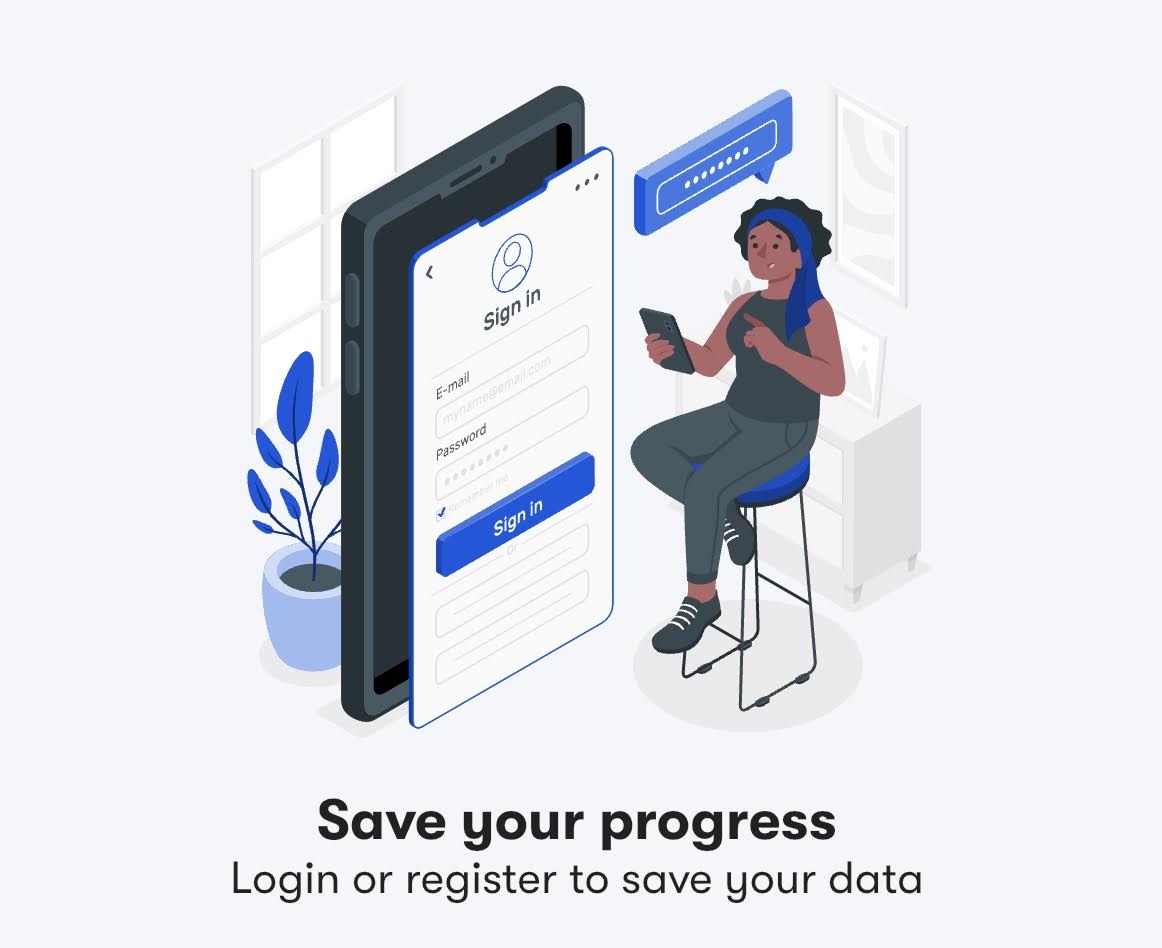 Sign in
E-mail
myname@email.com
Password
Remember me
Sign in
Or
Save your progress
Login or register to save your data